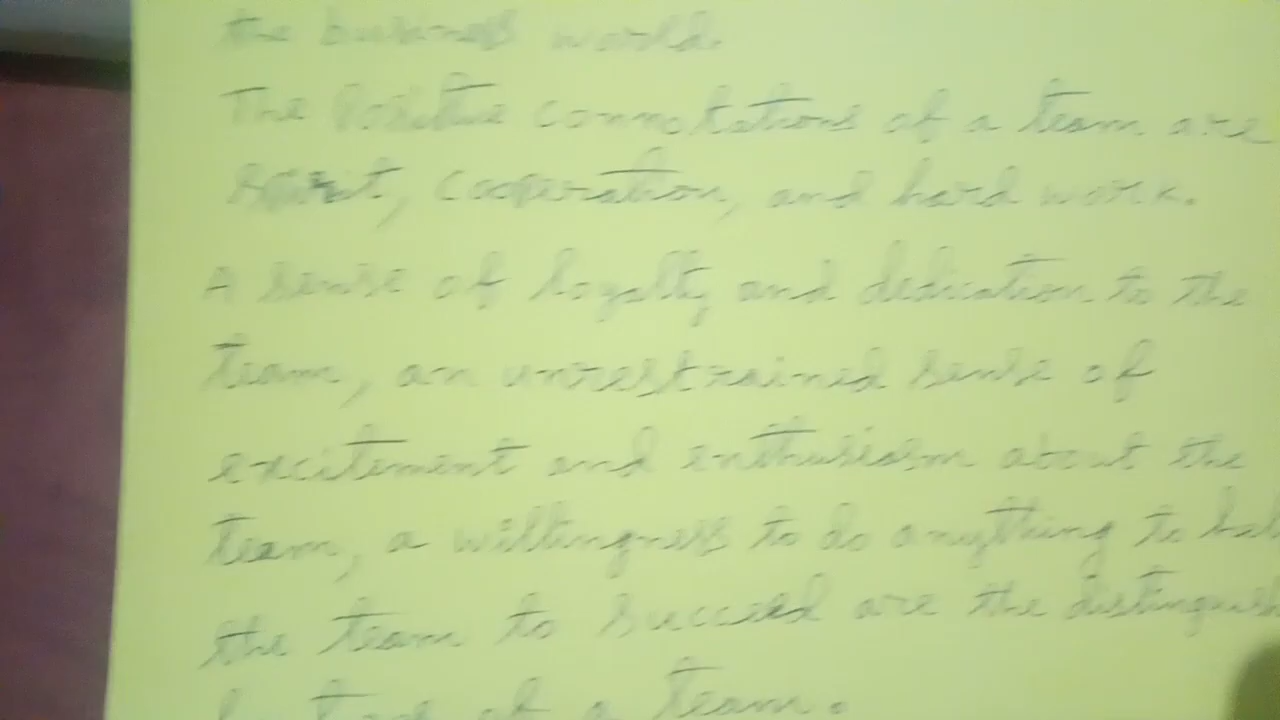 the business world.
The Positive connotations of a team are
cooperation, and hard work.
A sense of loyalty and dedication to the
team, an unrestrained sense of
excitement and enthusiasm about the
team, a willingness to do anything to
the team to succeed are the
of a team.